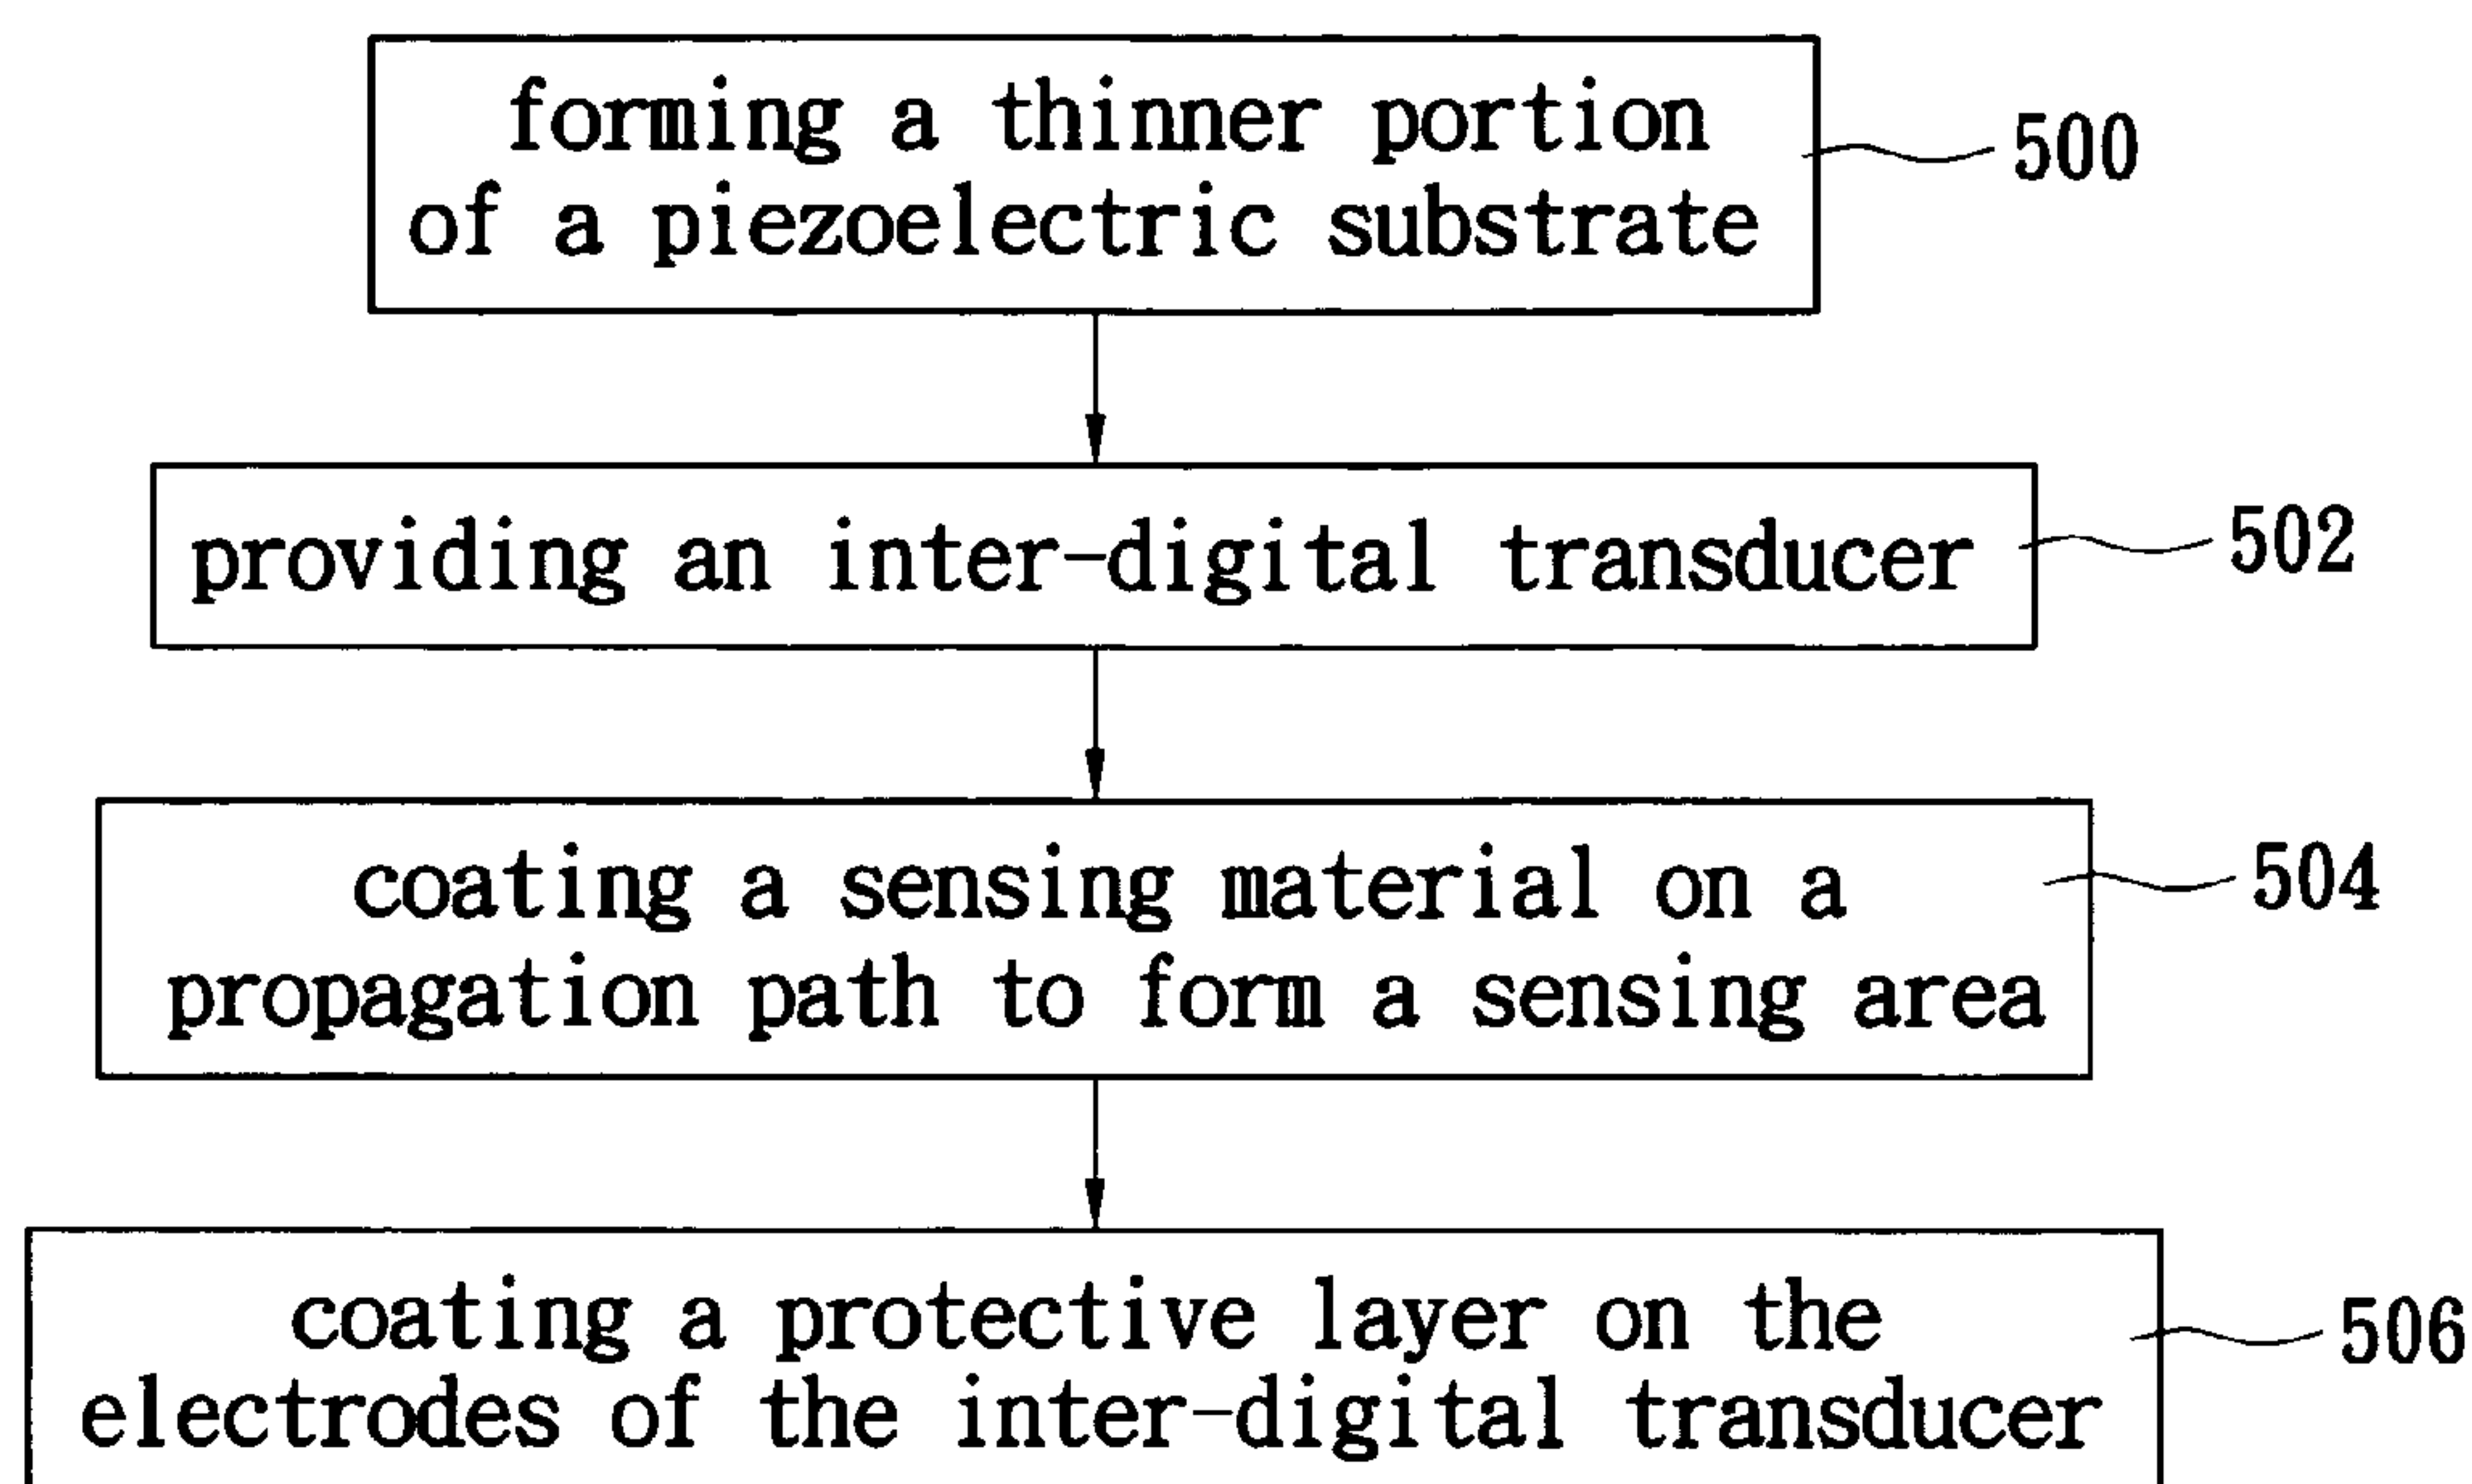 forming a thinner portion
of a piezoelectric substrate
500
providing an inter-digital transducer
502
coating a sensing material on a
propagation path to form a sensing area
504
coating a protective layer on the
electrodes of the inter-digital transducer
506